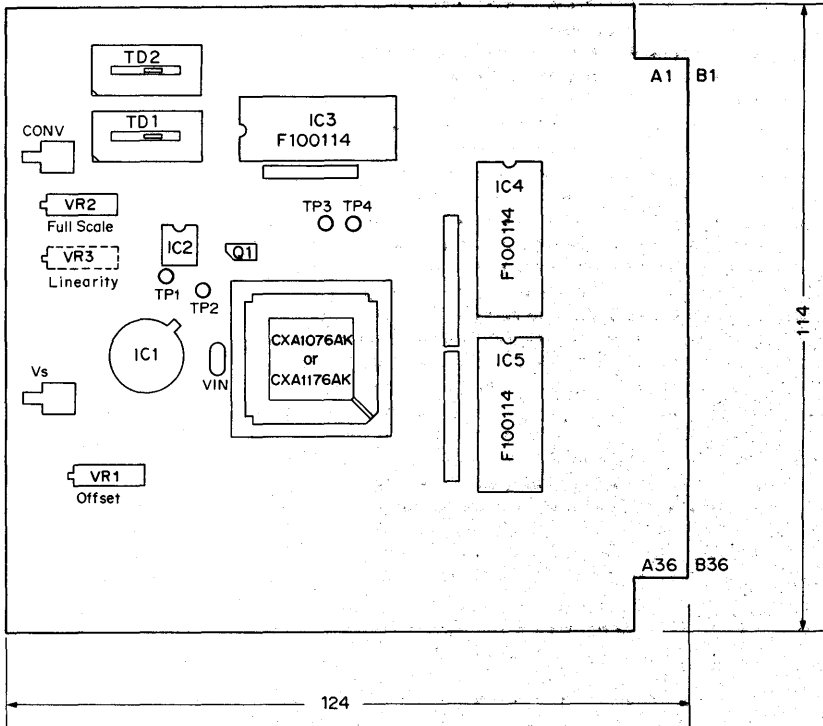 TD2
A1 B1
TD1
IC3
F100114
CONV
IC4
F100114
VR2
Full Scale
TP3 TP4
IC2
Q1
VR3
Linearity
TP1
TP2
IC1
CXA1076AK
or
CXA1176AK
VIN
IC5
F100114
Vs
VR1
Offset
A36 B36
114
124